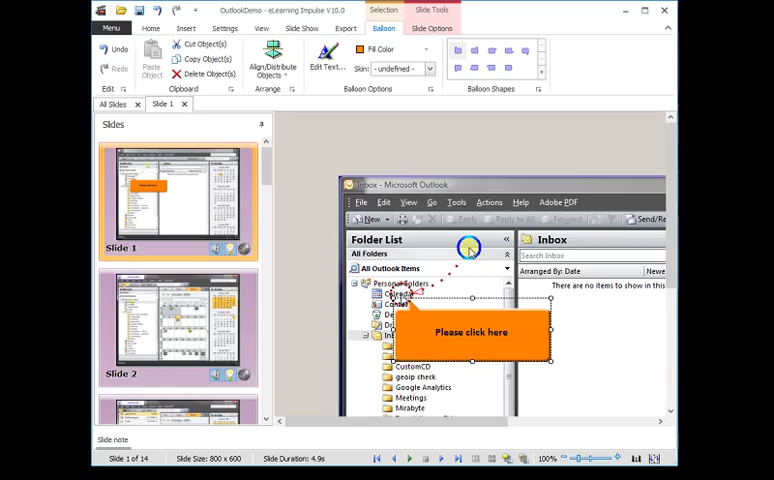 OutlookDemo - eLearning Impulse V10.0
Selection
Slide Tools
Menu
Home
Insert
Settings
View
Slide Show
Export
Balloon
Slide Options
Undo
Redo
Edit
Paste
Object
Cut Object(s)
Copy Object(s)
Delete Object(s)
Clipboard
Align/Distribute
Objects
Arrange
Edit Text...
Fill Color
Skin:
- undefined -
Balloon Options
Balloon Shapes
All Slides
Slide 1
Slides
Slide 1
Slide 2
Inbox - Microsoft Outlook
File Edit View Go Tools Actions Help Adobe PDF
New
Reply
Reply to All
Forward
Send/Re
Folder List
All Folders
All Outlook Items
Personal Folders
Inbox
Search Inbox
Arranged By: Date
There are no items to show in this
Please click here
CustomCD
geoip check
Google Analytics
Meetings
Mirabyte
Slide note
Slide 1 of 14
Slide Size: 800 x 600
Slide Duration: 4.9s
100%
1:1